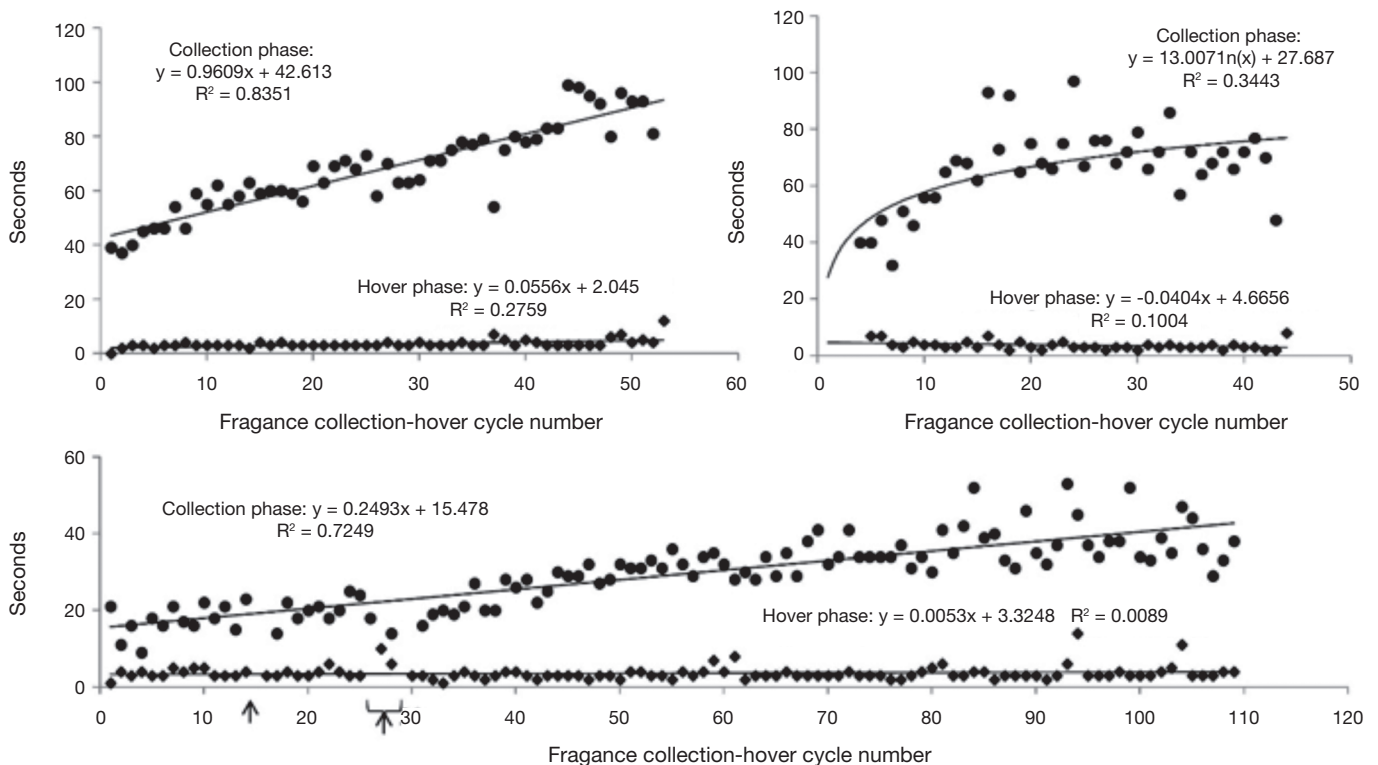 120
100
80
60
40
20
0
Seconds
Collection phase:
y = 0.9609x + 42.613
R² = 0.8351
Hover phase: y = 0.0556x + 2.045
R² = 0.2759
0 10 20 30 40 50 60
Fragance collection-hover cycle number
120
100
80
60
40
20
0
Seconds
Collection phase:
y = 13.0071n(x) + 27.687
R² = 0.3443
Hover phase: y = -0.0404x + 4.6656
R² = 0.1004
0 10 20 30 40 50
Fragance collection-hover cycle number
60
40
20
0
Seconds
Collection phase: y = 0.2493x + 15.478
R² = 0.7249
Hover phase: y = 0.0053x + 3.3248 R² = 0.0089
0 10 20 30 40 50 60 70 80 90 100 110 120
Fragance collection-hover cycle number